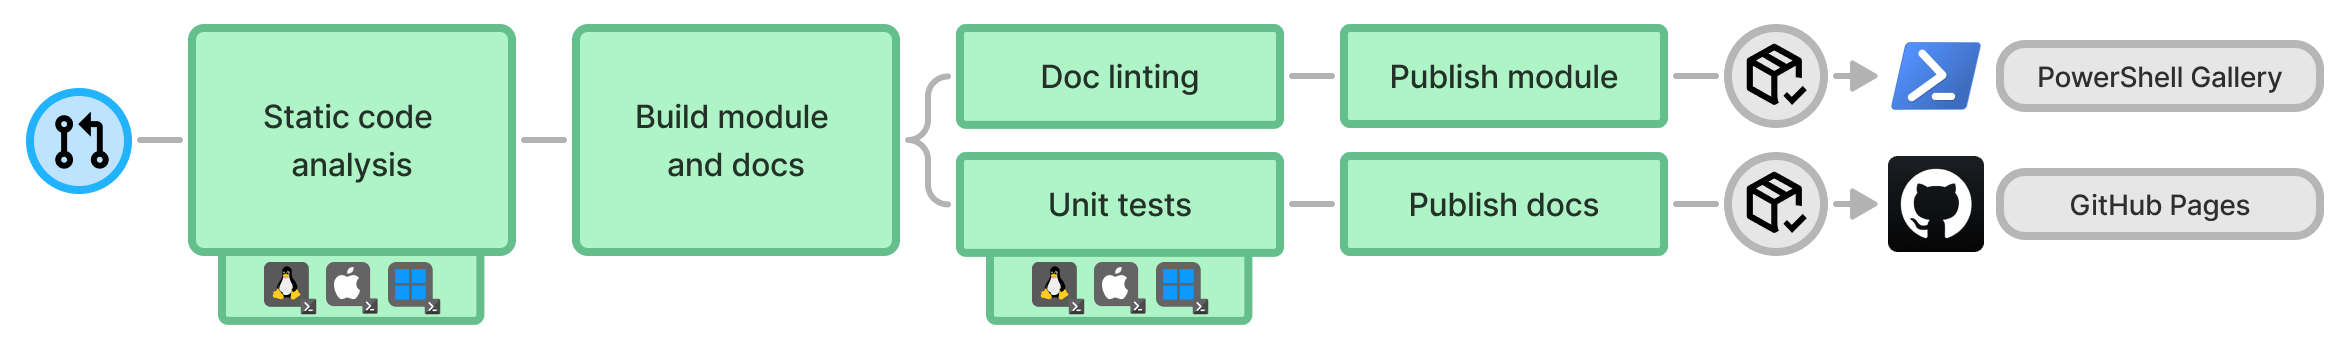 Static code
analysis
Build module
and docs
Doc linting
Publish module
PowerShell Gallery
Unit tests
Publish docs
GitHub Pages